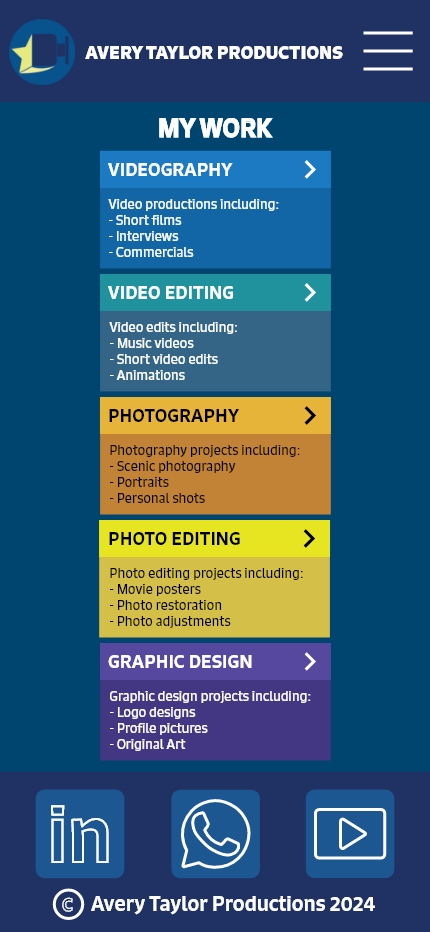 AVERY TAYLOR PRODUCTIONS
MY WORK
VIDEOGRAPHY
Video productions including:
- Short films
- Interviews
- Commercials
VIDEO EDITING
Video edits including:
- Music videos
- Short video edits
- Animations
PHOTOGRAPHY
Photography projects including:
- Scenic photography
- Portraits
- Personal shots
PHOTO EDITING
Photo editing projects including:
- Movie posters
- Photo restoration
- Photo adjustments
GRAPHIC DESIGN
Graphic design projects including:
- Logo designs
- Profile pictures
- Original Art
in
© Avery Taylor Productions 2024